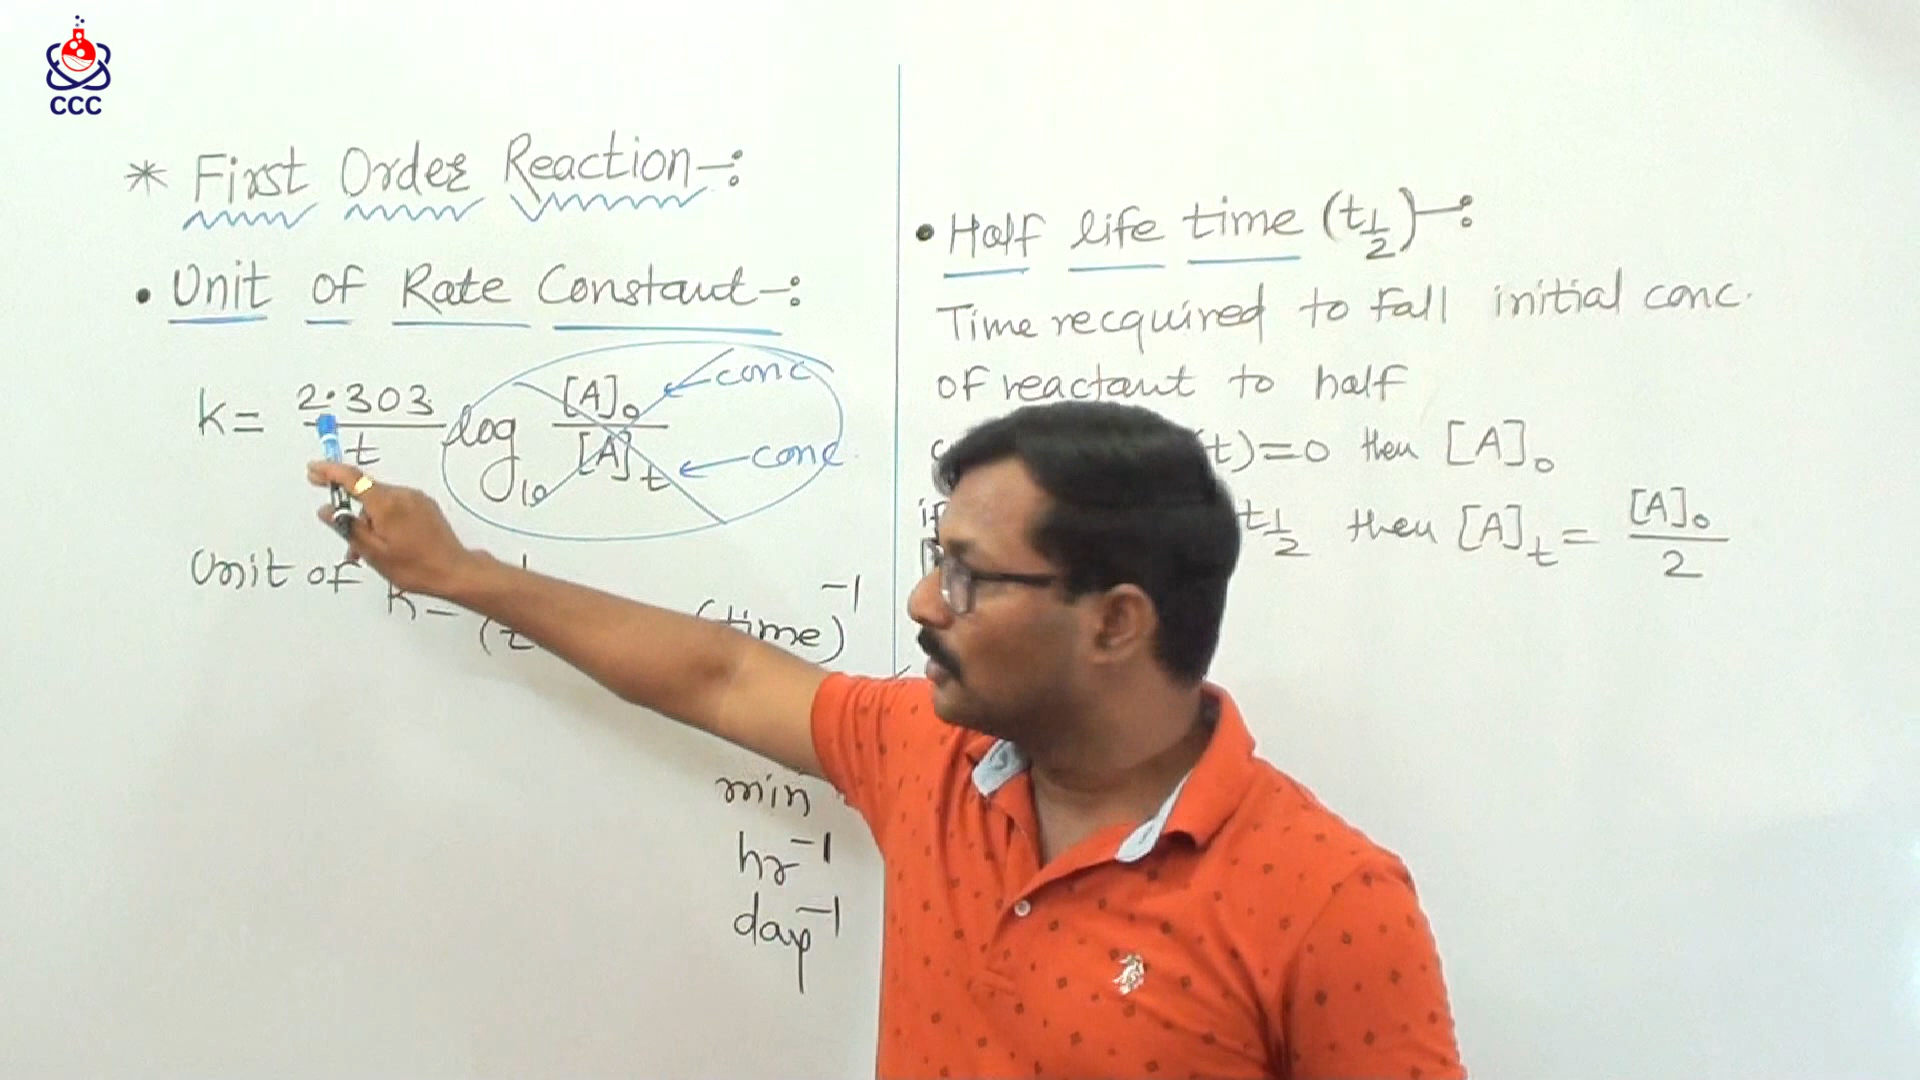 CCC
* First Order Reaction-:
• Unit of Rate Constant-:
k = 2.303/t log₁₀ [A]₀/[A]t
conc
conc.
Unit of k = (time)⁻¹
min
hr⁻¹
day⁻¹
• Half life time (t1/2)-:
Time recquired to fall initial conc.
of reactant to half
t)=0 then [A]₀
t1/2 then [A]t = [A]₀/2